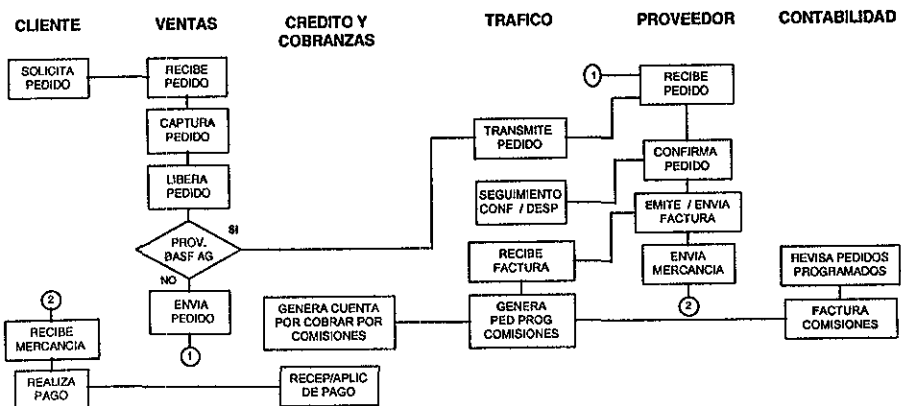 CLIENTE
VENTAS
CREDITO Y
COBRANZAS
TRAFICO
PROVEEDOR
CONTABILIDAD
SOLICITA
PEDIDO
RECIBE
PEDIDO
1
RECIBE
PEDIDO
CAPTURA
PEDIDO
TRANSMITE
PEDIDO
CONFIRMA
PEDIDO
LIBERA
PEDIDO
SEGUIMIENTO
CONF / DESP
EMITE / ENVIA
FACTURA
SI
PROV.
BASF AG
NO
RECIBE
FACTURA
ENVIA
MERCANCIA
REVISA PEDIDOS
PROGRAMADOS
2
ENVIA
PEDIDO
1
GENERA CUENTA
POR COBRAR POR
COMISIONES
GENERA
PED PROG
COMISIONES
2
FACTURA
COMISIONES
RECIBE
MERCANCIA
REALIZA
PAGO
RECEP/APLIC
DE PAGO